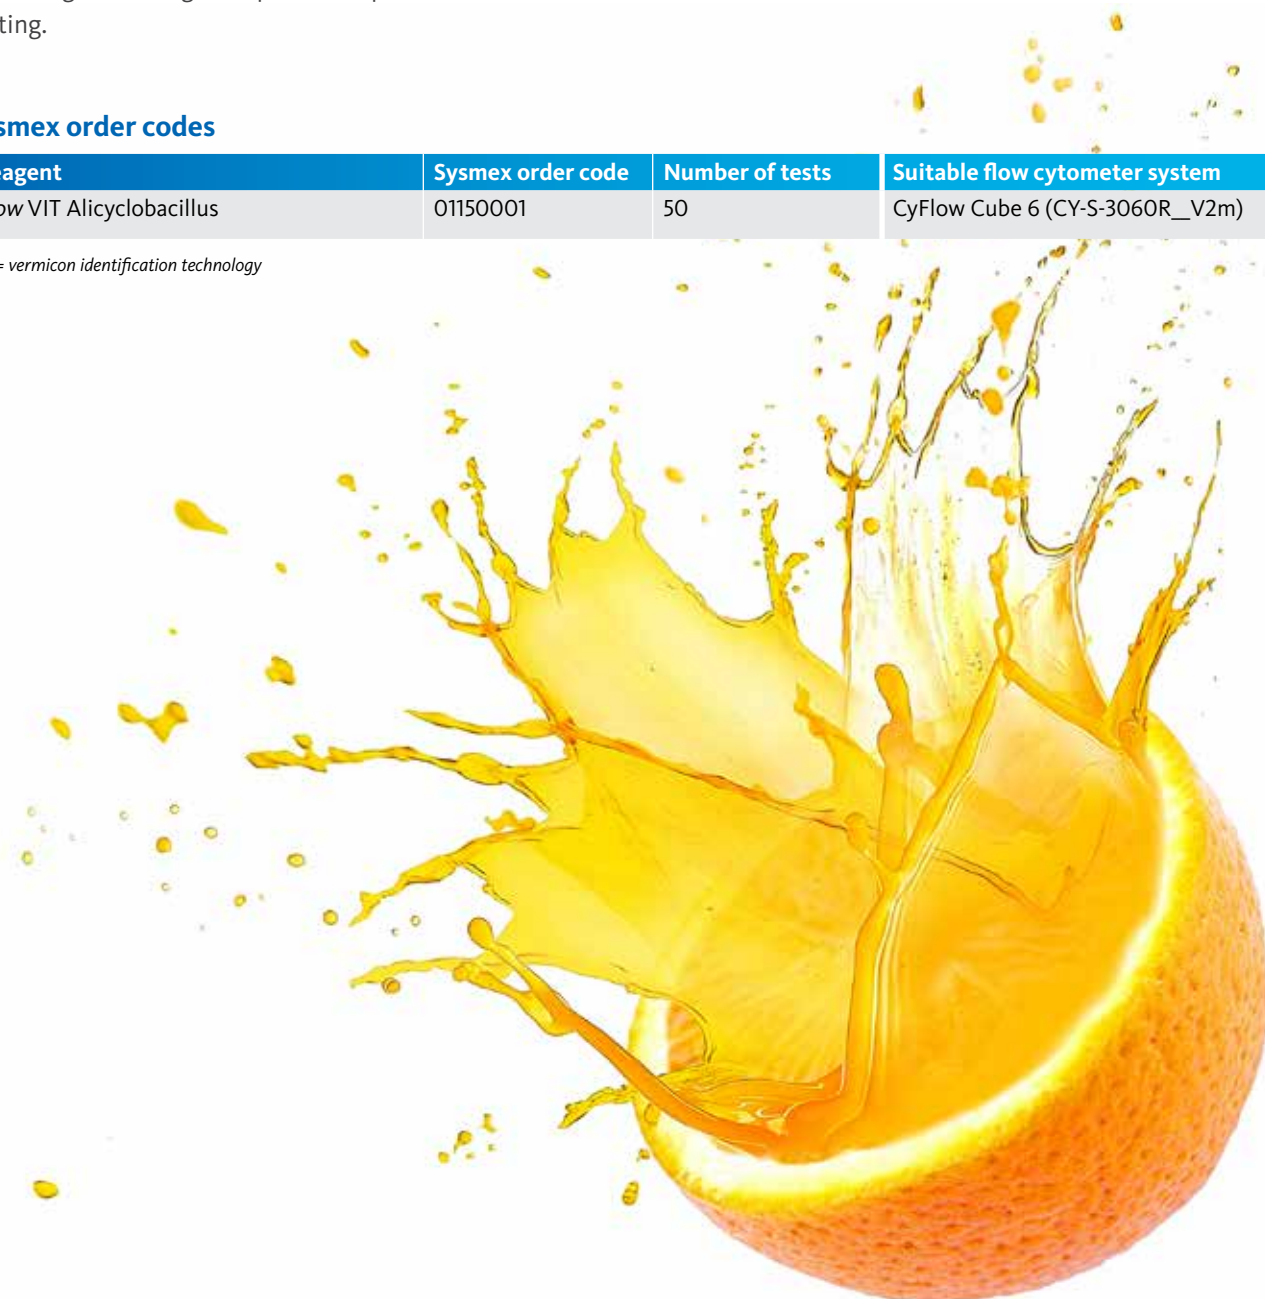 ting.
smex order codes
eagent Sysmex order code Number of tests Suitable flow cytometer system
ow VIT Alicyclobacillus 01150001 50 CyFlow Cube 6 (CY-S-3060R__V2m)
= vermicon identification technology